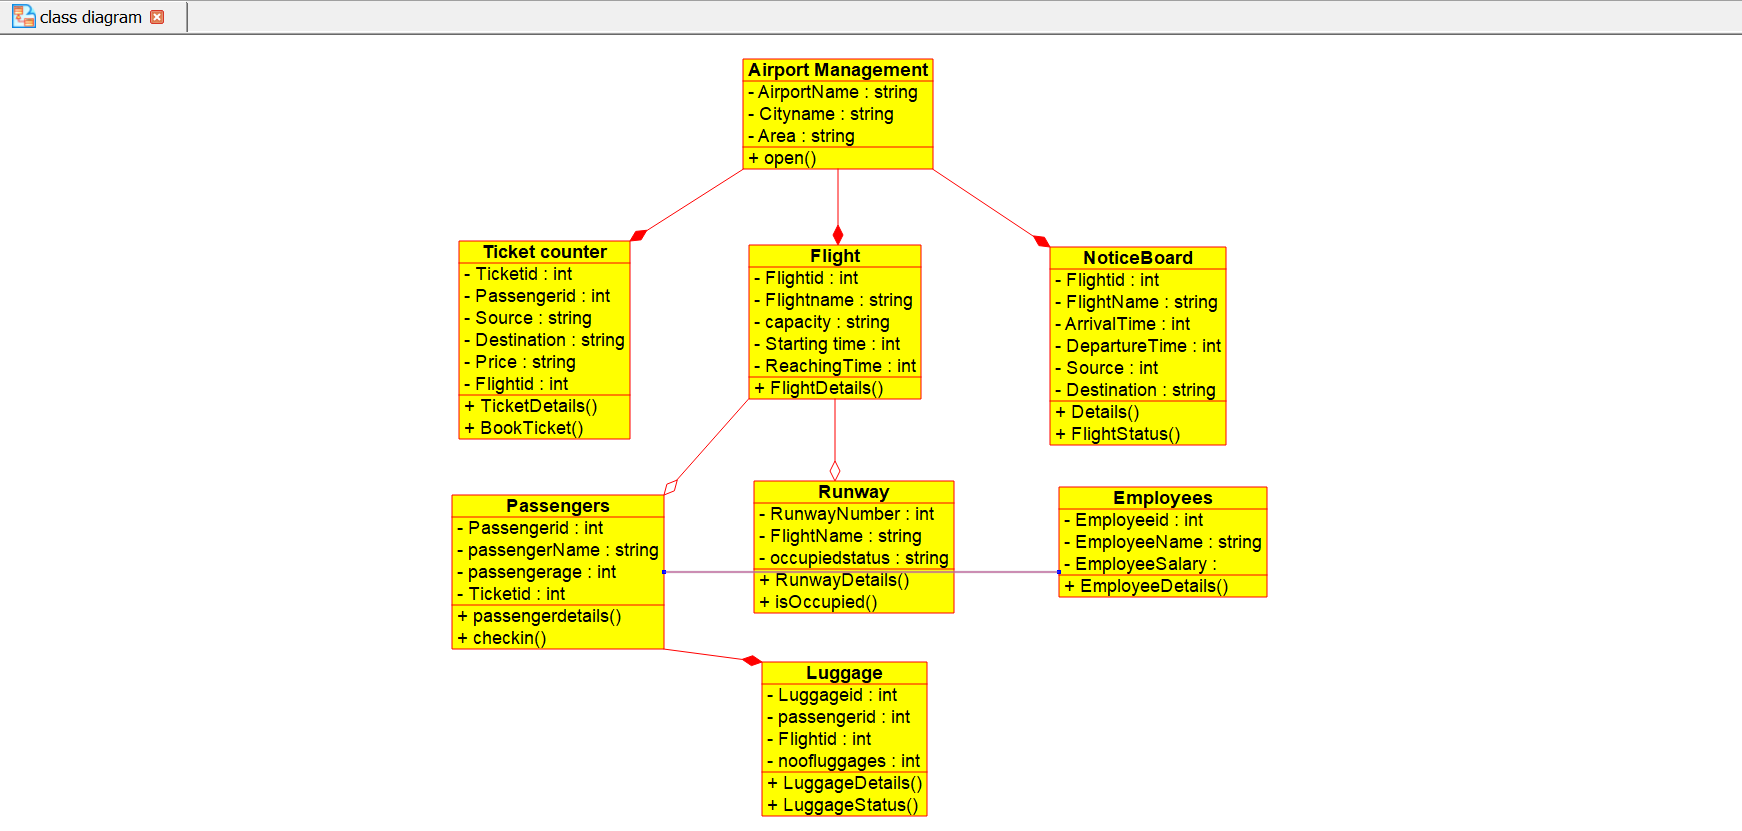 class diagram
Airport Management
- AirportName : string
- Cityname : string
- Area : string
+ open()
Ticket counter
- Ticketid : int
- Passengerid : int
- Source : string
- Destination : string
- Price : string
- Flightid : int
+ TicketDetails()
+ BookTicket()
Flight
- Flightid : int
- Flightname : string
- capacity : string
- Starting time : int
- ReachingTime : int
+ FlightDetails()
NoticeBoard
- Flightid : int
- FlightName : string
- ArrivalTime : int
- DepartureTime : int
- Source : int
- Destination : string
+ Details()
+ FlightStatus()
Passengers
- Passengerid : int
- passengerName : string
- passengerage : int
- Ticketid : int
+ passengerdetails()
+ checkin()
Runway
- RunwayNumber : int
- FlightName : string
- occupiedstatus : string
+ RunwayDetails()
+ isOccupied()
Employees
- Employeeid : int
- EmployeeName : string
- EmployeeSalary :
+ EmployeeDetails()
Luggage
- Luggageid : int
- passengerid : int
- Flightid : int
- noofluggages : int
+ LuggageDetails()
+ LuggageStatus()